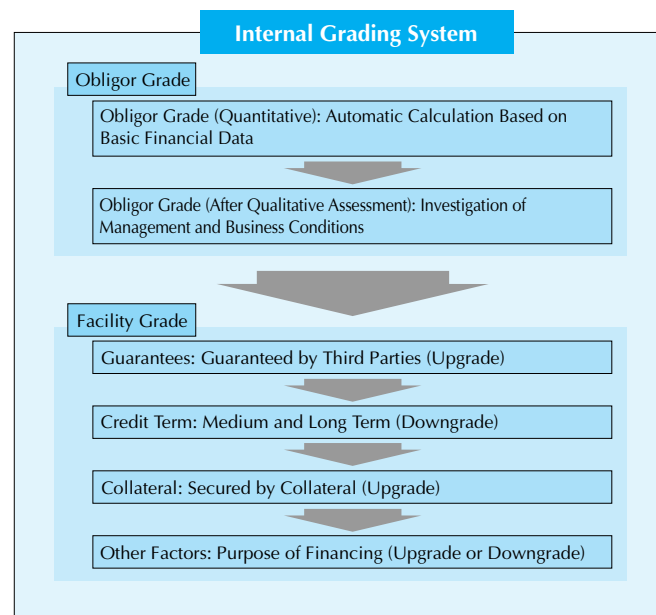 Internal Grading System
Obligor Grade
Obligor Grade (Quantitative): Automatic Calculation Based on
Basic Financial Data
Obligor Grade (After Qualitative Assessment): Investigation of
Management and Business Conditions
Facility Grade
Guarantees: Guaranteed by Third Parties (Upgrade)
Credit Term: Medium and Long Term (Downgrade)
Collateral: Secured by Collateral (Upgrade)
Other Factors: Purpose of Financing (Upgrade or Downgrade)